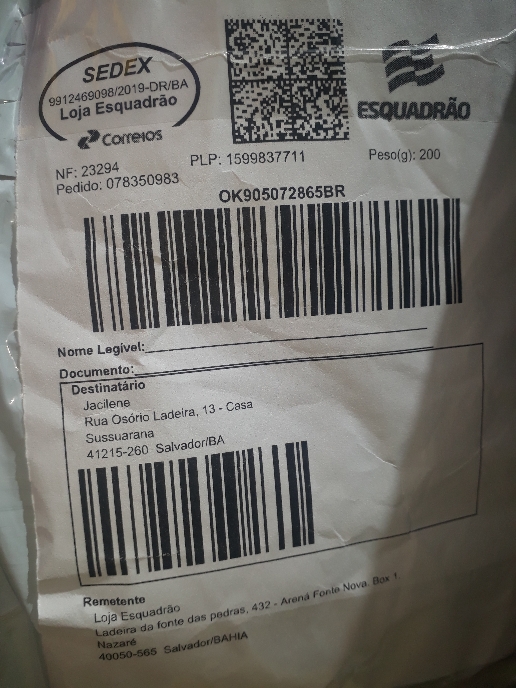 SEDEX
9912469098/2019-DR/BA
Loja Esquadrão
Correios
ESQUADRÃO
NF: 23294
PLP: 1599837711
Peso(g): 200
Pedido: 078350983
OK905072865BR
Nome Legível:
Documento:
Destinatário
Jacilene
Rua Osório Ladeira, 13 - Casa
Sussuarana
41215-260 Salvador/BA
Remetente
Loja Esquadrão
Ladeira da fonte das pedras, 432 - Arena Fonte Nova. Box 1.
Nazaré
40050-565 Salvador/BAHIA